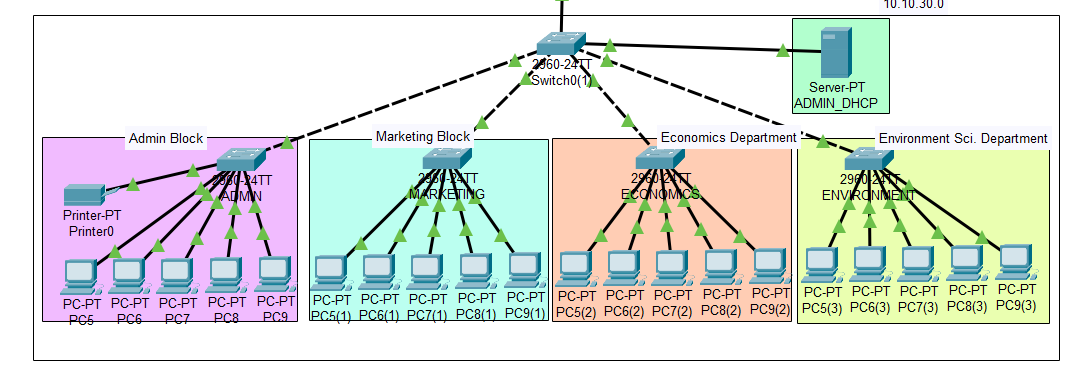 10.10.30.0
2960-24TT
Switch0(1)
Server-PT
ADMIN_DHCP
Admin Block
Marketing Block
Economics Department
Environment Sci. Department
2960-24TT
ADMIN
2960-24TT
MARKETING
2960-24TT
ECONOMICS
2960-24TT
ENVIRONMENT
Printer-PT
Printer0
PC-PT
PC5
PC-PT
PC6
PC-PT
PC7
PC-PT
PC8
PC-PT
PC9
PC-PT
PC5(1)
PC-PT
PC6(1)
PC-PT
PC7(1)
PC-PT
PC8(1)
PC-PT
PC9(1)
PC-PT
PC5(2)
PC-PT
PC6(2)
PC-PT
PC7(2)
PC-PT
PC8(2)
PC-PT
PC9(2)
PC-PT
PC5(3)
PC-PT
PC6(3)
PC-PT
PC7(3)
PC-PT
PC8(3)
PC-PT
PC9(3)